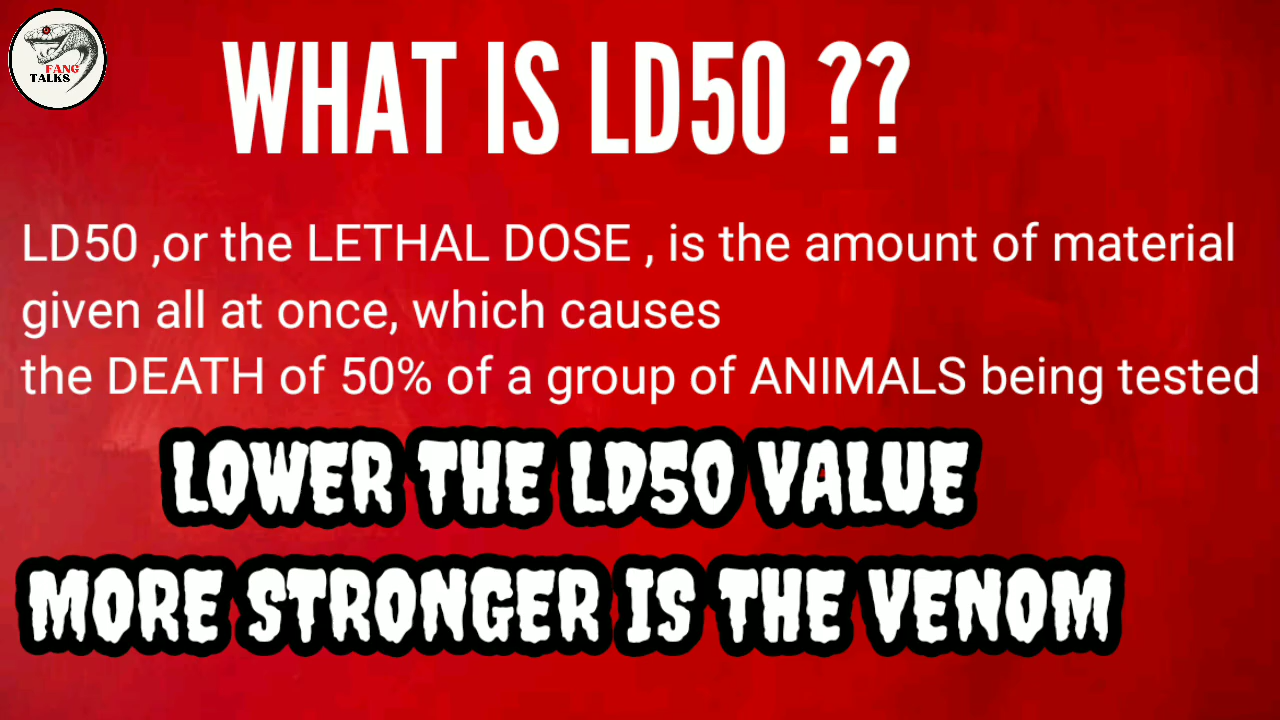 FANG
TALKS
WHAT IS LD50 ??
LD50 ,or the LETHAL DOSE , is the amount of material
given all at once, which causes
the DEATH of 50% of a group of ANIMALS being tested
LOWER THE LD50 VALUE
MORE STRONGER IS THE VENOM